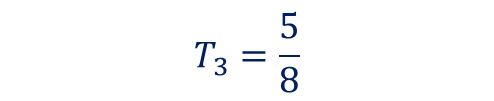 T₃ = 5/8